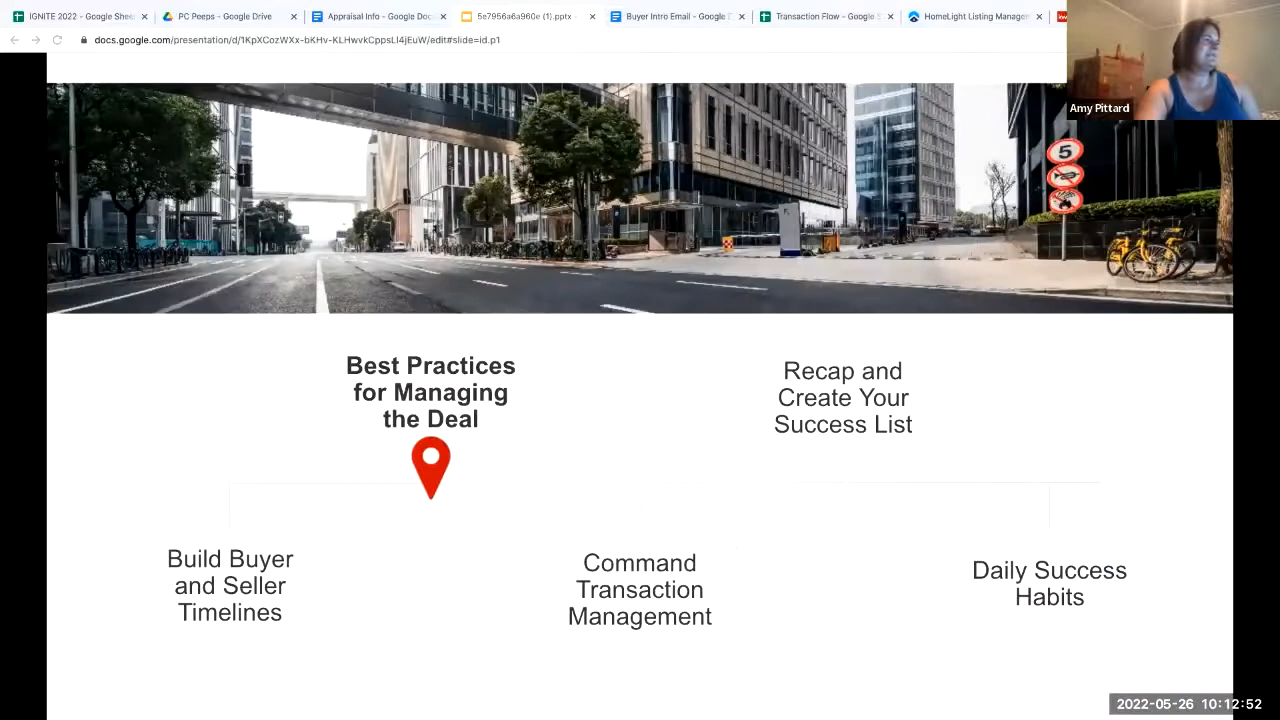 iGNITE 2022 - Google Shee
PC Peeps - Google Drive
Appraisal Info - Google Doc
5e7956a6a960e (1).pptx -
Buyer Intro Email - Google D
Transaction Flow - Google S
HomeLight Listing Managem
kw
docs.google.com/presentation/d/1KpXCozWXx-bKHv-KLHwvkCppsLI4jEuW/edit#slide=id.p1
Amy Pittard
5
Best Practices
for Managing
the Deal
Recap and
Create Your
Success List
Build Buyer
and Seller
Timelines
Command
Transaction
Management
Daily Success
Habits
2022-05-26 10:12:52